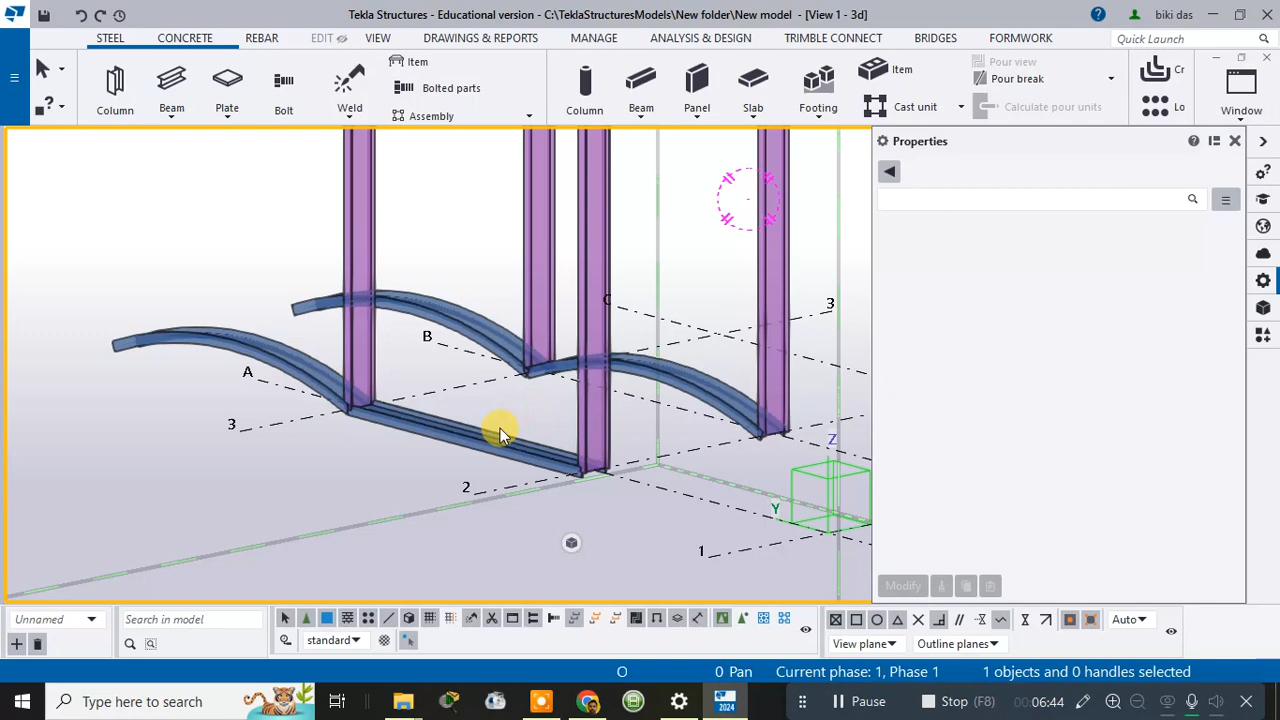 Tekla Structures - Educational version - C:\TeklaStructuresModels\New folder\New model - [View 1 - 3d]
biki das
STEEL CONCRETE REBAR EDIT VIEW DRAWINGS & REPORTS MANAGE ANALYSIS & DESIGN TRIMBLE CONNECT BRIDGES FORMWORK
Quick Launch
Column Beam Plate Bolt Weld
Item
Bolted parts
Assembly
Column Beam Panel Slab Footing
Item
Cast unit
Pour view
Pour break
Calculate pour units
Cr
Lo
Window
Properties
C
3
B
A
3
2
1
Z
Y
Modify
Unnamed
Search in model
standard
Auto
View plane
Outline planes
O
0 Pan
Current phase: 1, Phase 1
1 objects and 0 handles selected
Type here to search
2024
Pause
Stop (F8)
00:06:44